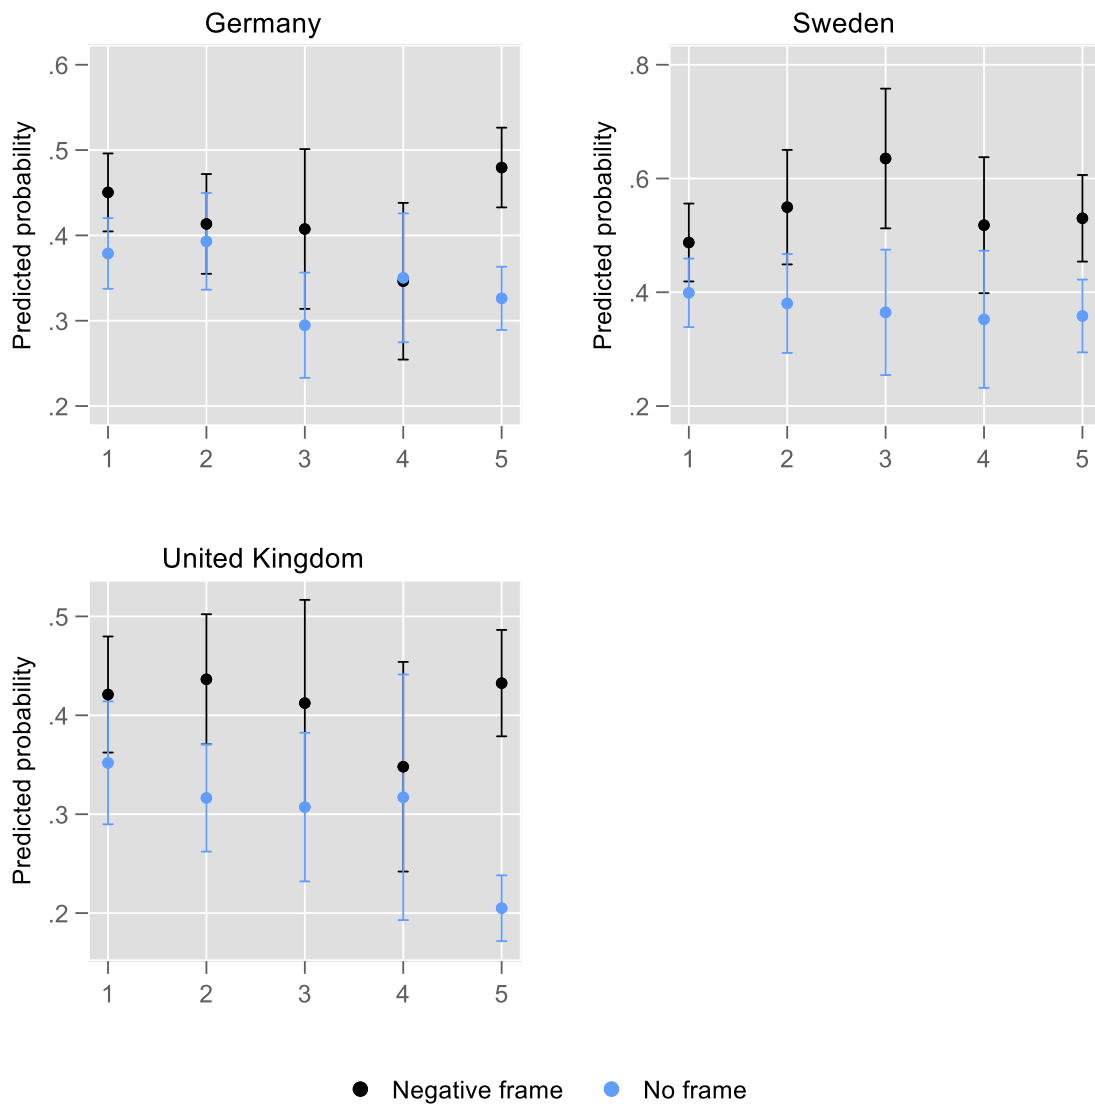 Germany
Predicted probability
.6
.5
.4
.3
.2
1 2 3 4 5
Sweden
Predicted probability
.8
.6
.4
.2
1 2 3 4 5
United Kingdom
Predicted probability
.5
.4
.3
.2
1 2 3 4 5
Negative frame No frame